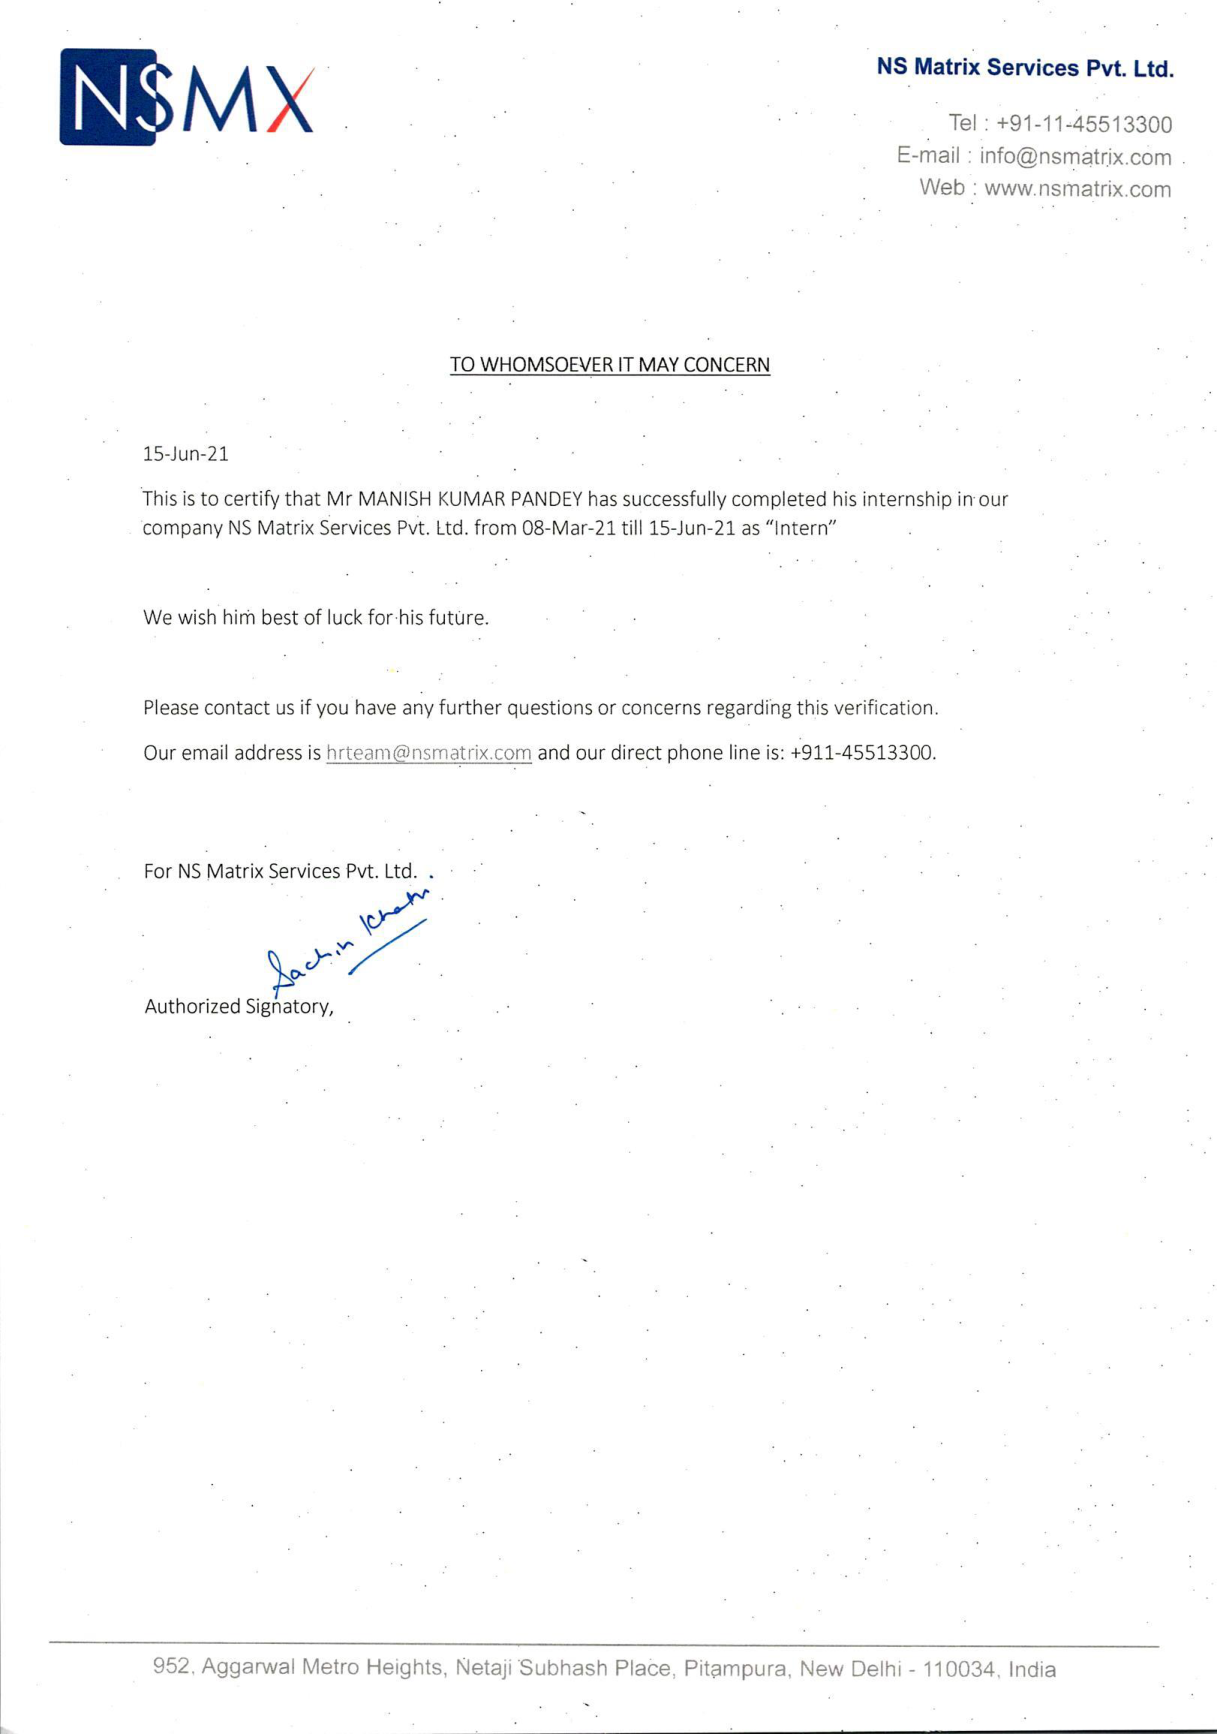 NSMX
NS Matrix Services Pvt. Ltd.
Tel : +91-11-45513300
E-mail : info@nsmatrix.com
Web : www.nsmatrix.com
TO WHOMSOEVER IT MAY CONCERN
15-Jun-21
This is to certify that Mr MANISH KUMAR PANDEY has successfully completed his internship in our
company NS Matrix Services Pvt. Ltd. from 08-Mar-21 till 15-Jun-21 as “Intern”
We wish him best of luck for his future.
Please contact us if you have any further questions or concerns regarding this verification.
Our email address is hrteam@nsmatrix.com and our direct phone line is: +911-45513300.
For NS Matrix Services Pvt. Ltd.
Sachin Khatri
Authorized Signatory,
952, Aggarwal Metro Heights, Netaji Subhash Place, Pitampura, New Delhi - 110034, India